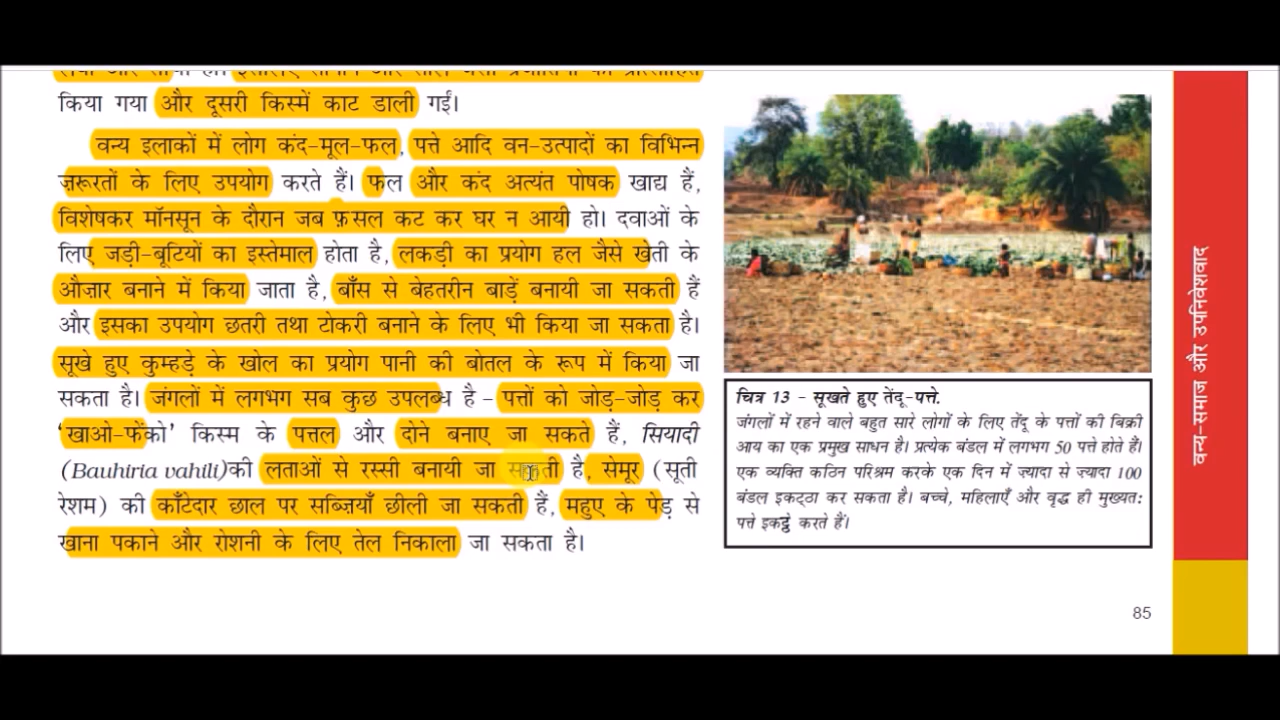 किया गया और दूसरी किस्में काट डाली गईं।
वन्य इलाकों में लोग कंद-मूल-फल, पत्ते आदि वन-उत्पादों का विभिन्न
ज़रूरतों के लिए उपयोग करते हैं। फल और कंद अत्यंत पोषक खाद्य हैं,
विशेषकर मॉनसून के दौरान जब फ़सल कट कर घर न आयी हो। दवाओं के
लिए जड़ी-बूटियों का इस्तेमाल होता है, लकड़ी का प्रयोग हल जैसे खेती के
औज़ार बनाने में किया जाता है, बाँस से बेहतरीन बाड़ें बनायी जा सकती हैं
और इसका उपयोग छतरी तथा टोकरी बनाने के लिए भी किया जा सकता है।
सूखे हुए कुम्हड़े के खोल का प्रयोग पानी की बोतल के रूप में किया जा
सकता है। जंगलों में लगभग सब कुछ उपलब्ध है – पत्तों को जोड़-जोड़ कर
‘खाओ-फेंको’ किस्म के पत्तल और दोने बनाए जा सकते हैं, सियादी
(Bauhiria vahili)की लताओं से रस्सी बनायी जा सकती है, सेमूर (सूती
रेशम) की काँटेदार छाल पर सब्ज़ियाँ छीली जा सकती हैं, महुए के पेड़ से
खाना पकाने और रोशनी के लिए तेल निकाला जा सकता है।
चित्र 13 – सूखते हुए तेंदू-पत्ते.
जंगलों में रहने वाले बहुत सारे लोगों के लिए तेंदू के पत्तों की बिक्री
आय का एक प्रमुख साधन है। प्रत्येक बंडल में लगभग 50 पत्ते होते हैं।
एक व्यक्ति कठिन परिश्रम करके एक दिन में ज़्यादा से ज़्यादा 100
बंडल इकट्ठा कर सकता है। बच्चे, महिलाएँ और वृद्ध ही मुख्यत:
पत्ते इकट्ठे करते हैं।
वन्य-समाज और उपनिवेशवाद
85